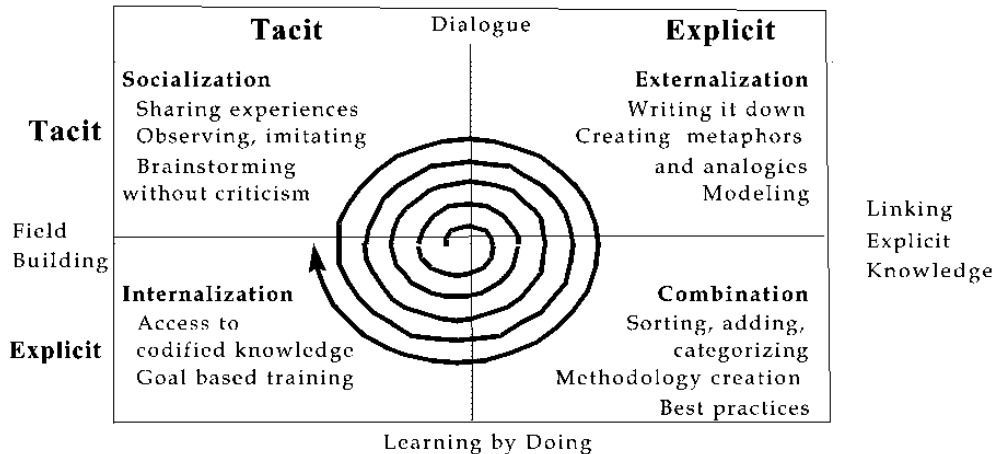 Tacit
Dialogue
Explicit
Tacit
Socialization
Sharing experiences
Observing, imitating
Brainstorming
without criticism
Externalization
Writing it down
Creating metaphors
and analogies
Modeling
Field
Building
Linking
Explicit
Knowledge
Explicit
Internalization
Access to
codified knowledge
Goal based training
Combination
Sorting, adding,
categorizing
Methodology creation
Best practices
Learning by Doing